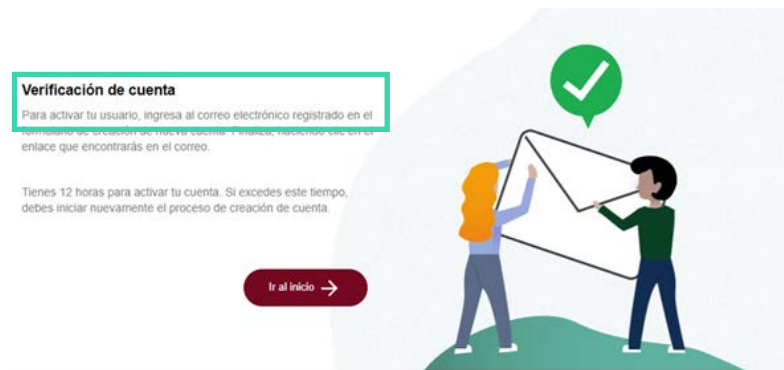 Verificación de cuenta
Para activar tu usuario, ingresa al correo electrónico registrado en el
formulario de creación de nueva cuenta. Finaliza, haciendo clic en el
enlace que encontrarás en el correo.
Tienes 12 horas para activar tu cuenta. Si excedes este tiempo,
debes iniciar nuevamente el proceso de creación de cuenta.
Ir al inicio